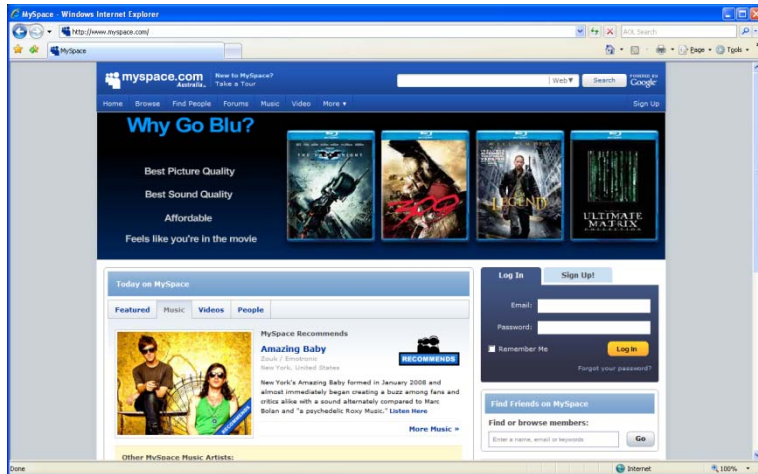 MySpace - Windows Internet Explorer
http://www.myspace.com/
AOL Search
MySpace
Page
Tools
myspace.com
Australia
New to MySpace?
Take a Tour
Web
Search
POWERED BY
Google
Home Browse Find People Forums Music Video More
Sign Up
Why Go Blu?
Best Picture Quality
Best Sound Quality
Affordable
Feels like you're in the movie
THE DARK KNIGHT
300
WILL SMITH
LEGEND
ULTIMATE
MATRIX
COLLECTION
Today on MySpace
Featured Music Videos People
RECOMMENDS
MySpace Recommends
Amazing Baby
Zouk / Emotronic
New York, United States
RECOMMENDS
New York's Amazing Baby formed in January 2008 and
almost immediately began creating a buzz among fans and
critics alike with a sound alternately compared to Marc
Bolan and "a psychedelic Roxy Music." Listen Here
More Music »
Other MySpace Music Artists:
Log In Sign Up!
Email:
Password:
Remember Me
Log In
Forgot your password?
Find Friends on MySpace
Find or browse members:
Enter a name, email or keywords
Go
Done
Internet
100%